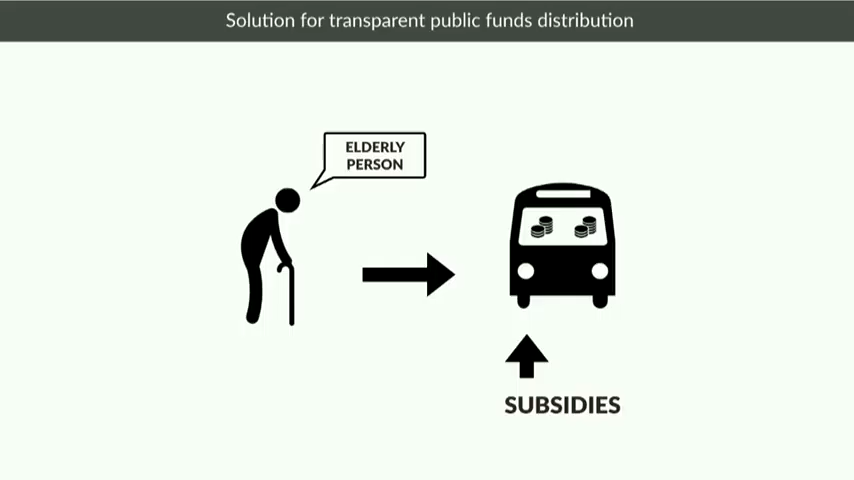 Solution for transparent public funds distribution
ELDERLY
PERSON
SUBSIDIES